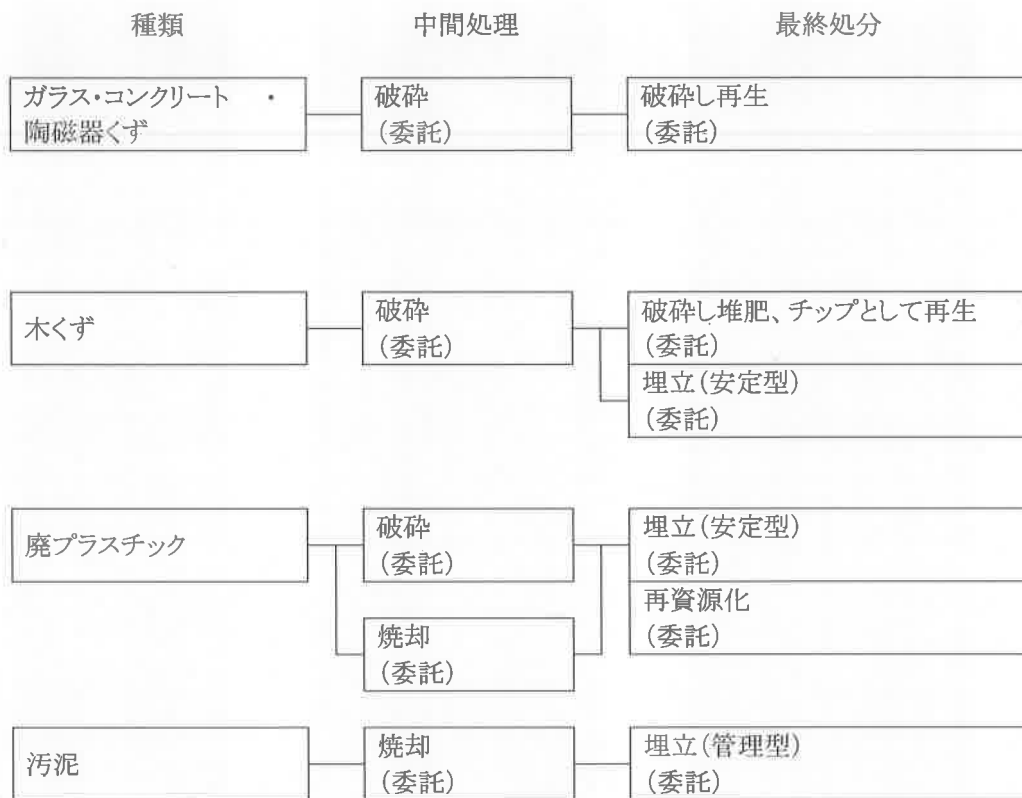 種類 中間処理 最終処分
ガラス・コンクリート ・
陶磁器くず
破砕
(委託)
破砕し再生
(委託)
木くず
破砕
(委託)
破砕し堆肥、チップとして再生
(委託)
埋立(安定型)
(委託)
廃プラスチック
破砕
(委託)
焼却
(委託)
埋立(安定型)
(委託)
再資源化
(委託)
汚泥
焼却
(委託)
埋立(管理型)
(委託)